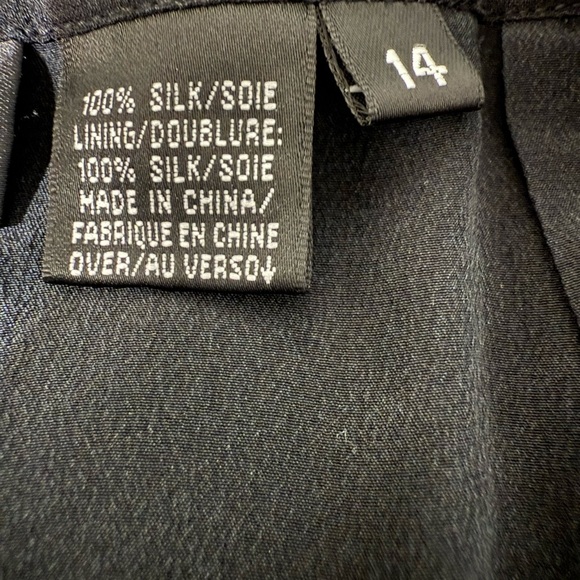 100% SILK/SOIE
LINING/DOUBLURE:
100% SILK/SOIE
MADE IN CHINA/
FABRIQUE EN CHINE
OVER/AU VERSO↓
14